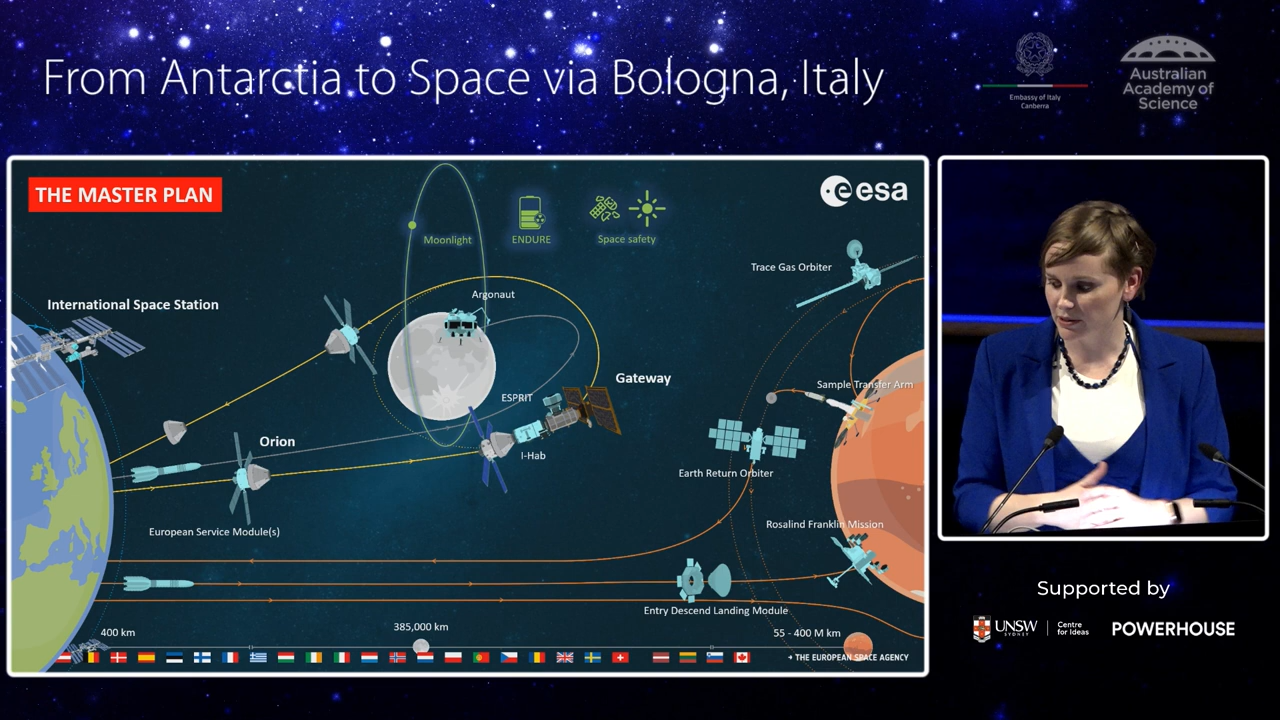 From Antarctia to Space via Bologna, Italy
Embassy of Italy
Canberra
Australian
Academy of
Science
THE MASTER PLAN
esa
Moonlight
ENDURE
Space safety
Trace Gas Orbiter
International Space Station
Argonaut
Gateway
Sample Transfer Arm
ESPRIT
Orion
I-Hab
Earth Return Orbiter
European Service Module(s)
Rosalind Franklin Mission
Entry Descend Landing Module
400 km
385,000 km
55 - 400 M km
→ THE EUROPEAN SPACE AGENCY
Supported by
UNSW
SYDNEY
Centre
for Ideas
POWERHOUSE